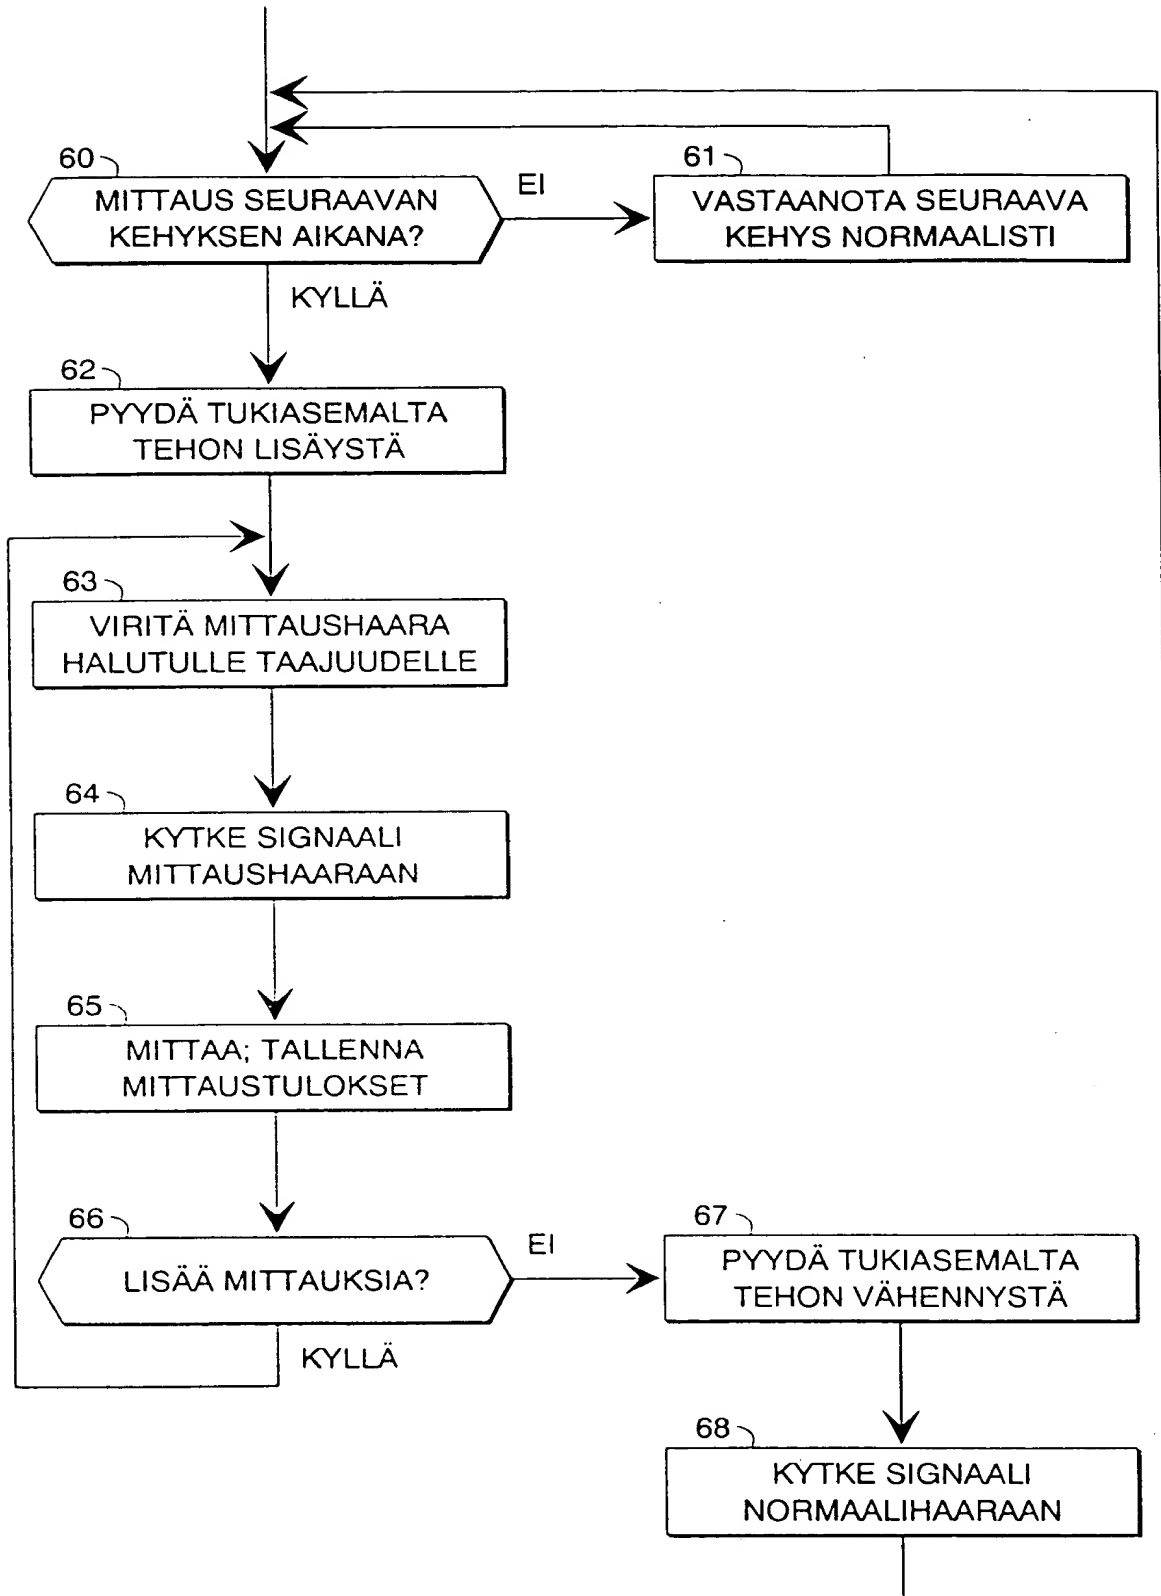 60
MITTAUS SEURAAVAN
KEHYKSEN AIKANA?
EI
61
VASTAANOTA SEURAAVA
KEHYS NORMAALISTI
KYLLÄ
62
PYYDÄ TUKIASEMALTA
TEHON LISÄYSTÄ
63
VIRITÄ MITTAUSHAARA
HALUTULLE TAAJUUDELLE
64
KYTKE SIGNAALI
MITTAUSHAARAAN
65
MITTAA; TALLENNA
MITTAUSTULOKSET
66
LISÄÄ MITTAUKSIA?
EI
67
PYYDÄ TUKIASEMALTA
TEHON VÄHENNYSTÄ
KYLLÄ
68
KYTKE SIGNAALI
NORMAALIHAARAAN